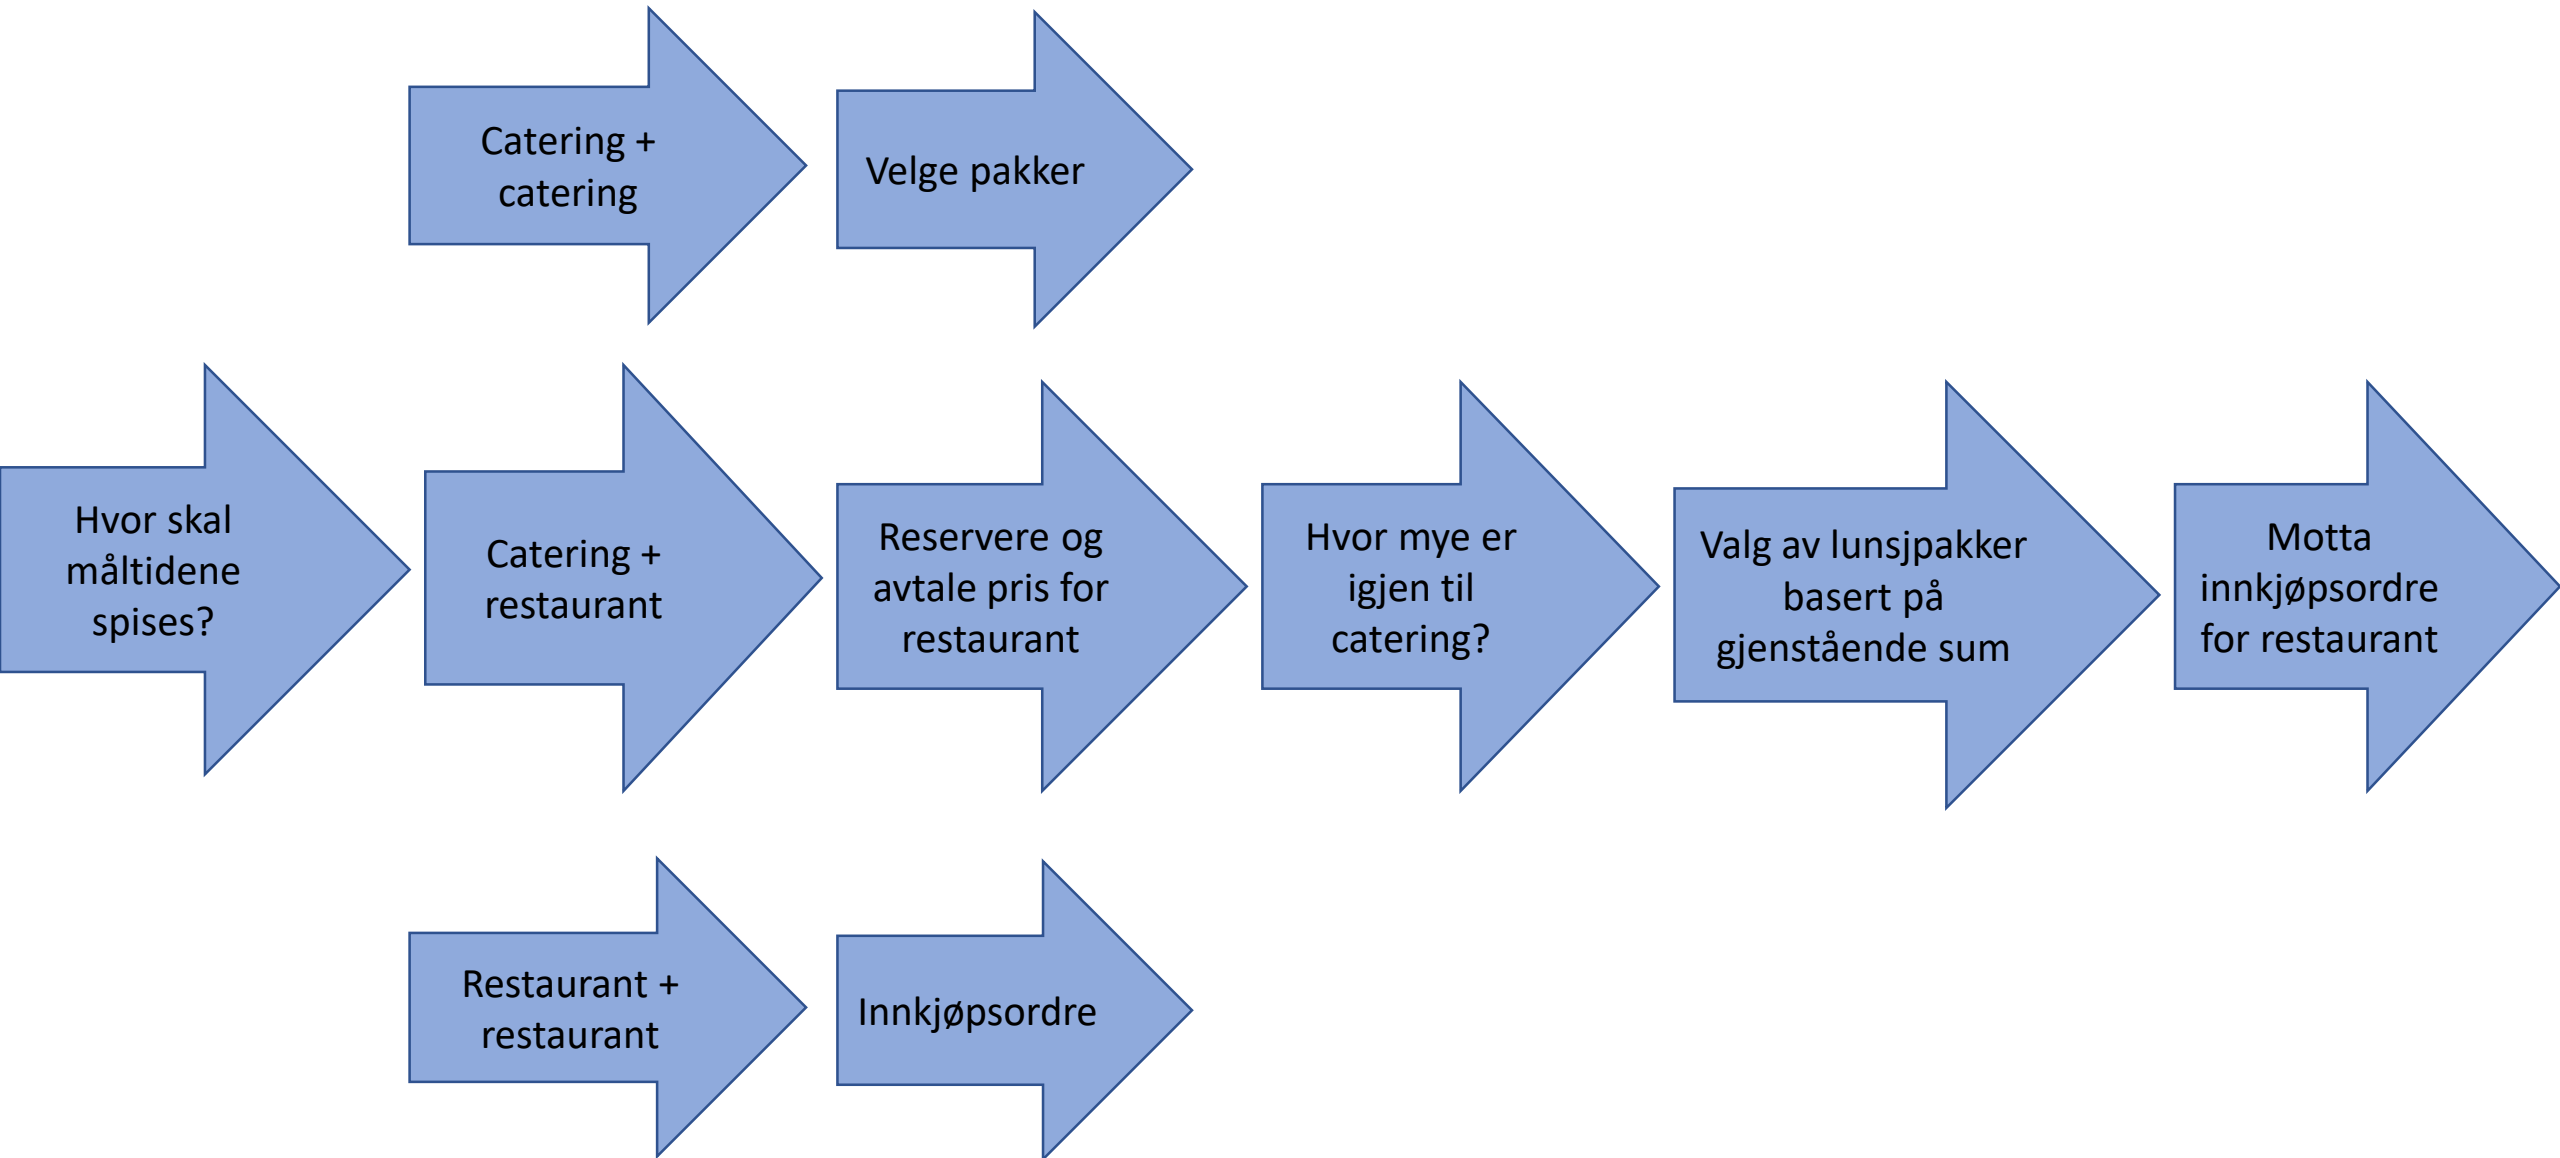 Catering +
catering
Velge pakker
Hvor skal
måltidene
spises?
Catering +
restaurant
Reservere og
avtale pris for
restaurant
Hvor mye er
igjen til
catering?
Valg av lunsjpakker
basert på
gjenstående sum
Motta
innkjøpsordre
for restaurant
Restaurant +
restaurant
Innkjøpsordre